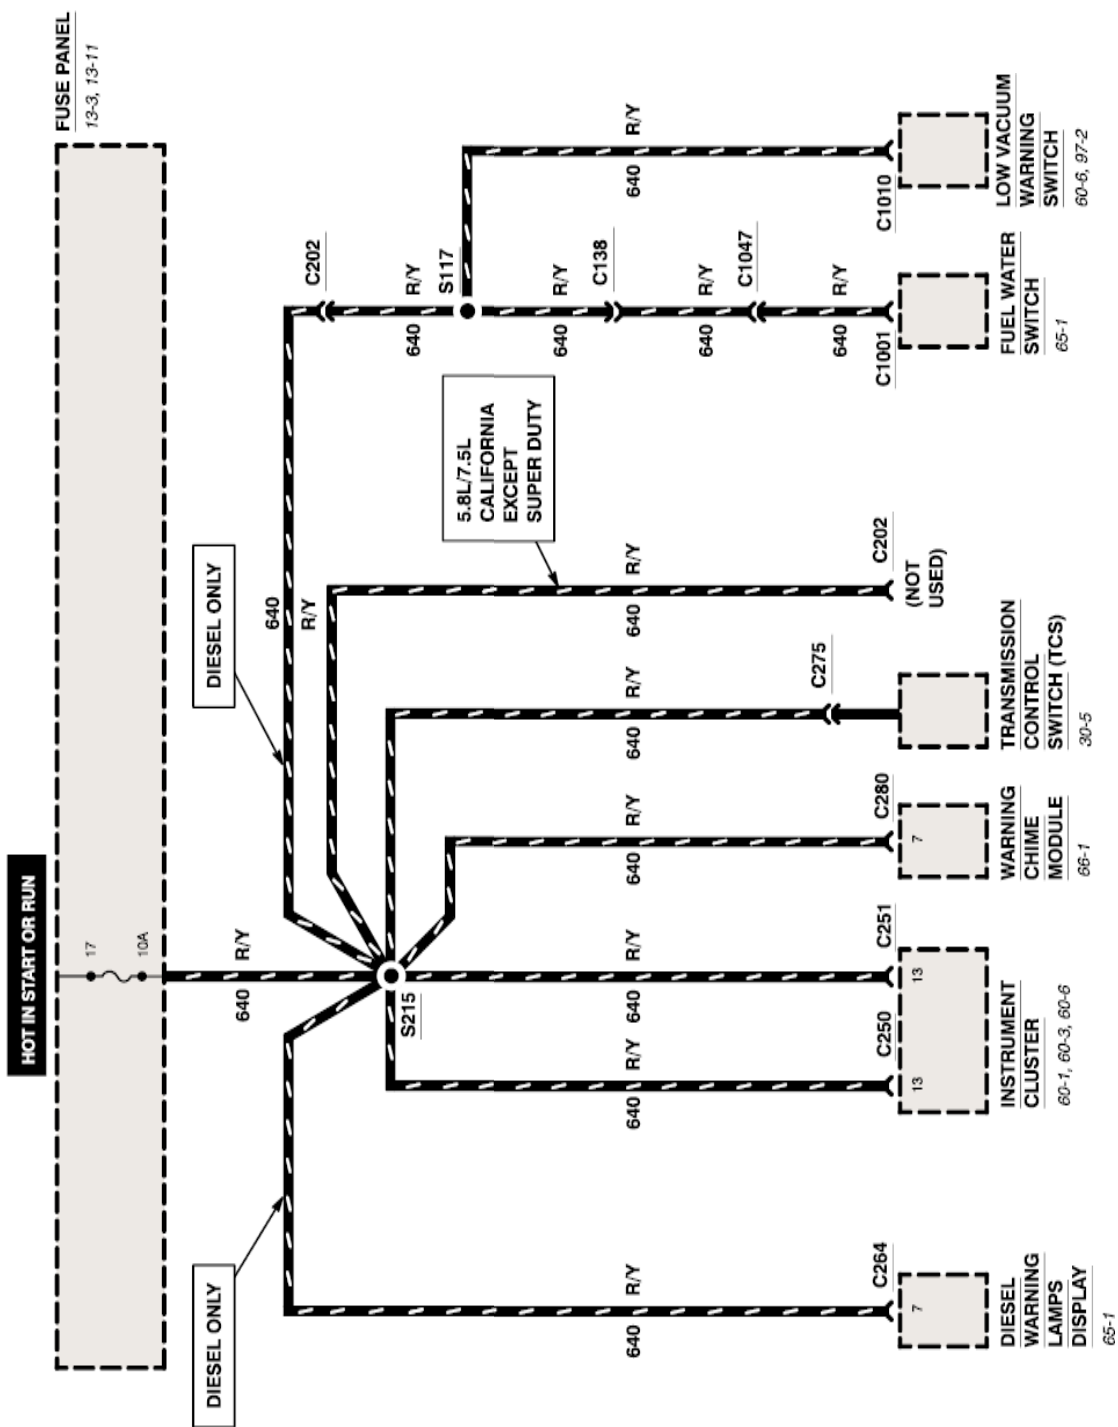 HOT IN START OR RUN
FUSE PANEL
13-3, 13-11
17
10A
640
R/Y
S215
DIESEL ONLY
DIESEL ONLY
640
R/Y
5.8L/7.5L
CALIFORNIA
EXCEPT
SUPER DUTY
C202
640
R/Y
S117
640
R/Y
C138
640
R/Y
C1047
640
R/Y
C1001
640
R/Y
C1010
640
R/Y
C264
7
640
R/Y
C250
13
640
R/Y
C251
13
640
R/Y
C280
7
640
R/Y
C275
640
R/Y
C202
(NOT
USED)
DIESEL
WARNING
LAMPS
DISPLAY
65-1
INSTRUMENT
CLUSTER
60-1, 60-3, 60-6
WARNING
CHIME
MODULE
66-1
TRANSMISSION
CONTROL
SWITCH (TCS)
30-5
FUEL WATER
SWITCH
65-1
LOW VACUUM
WARNING
SWITCH
60-6, 97-2